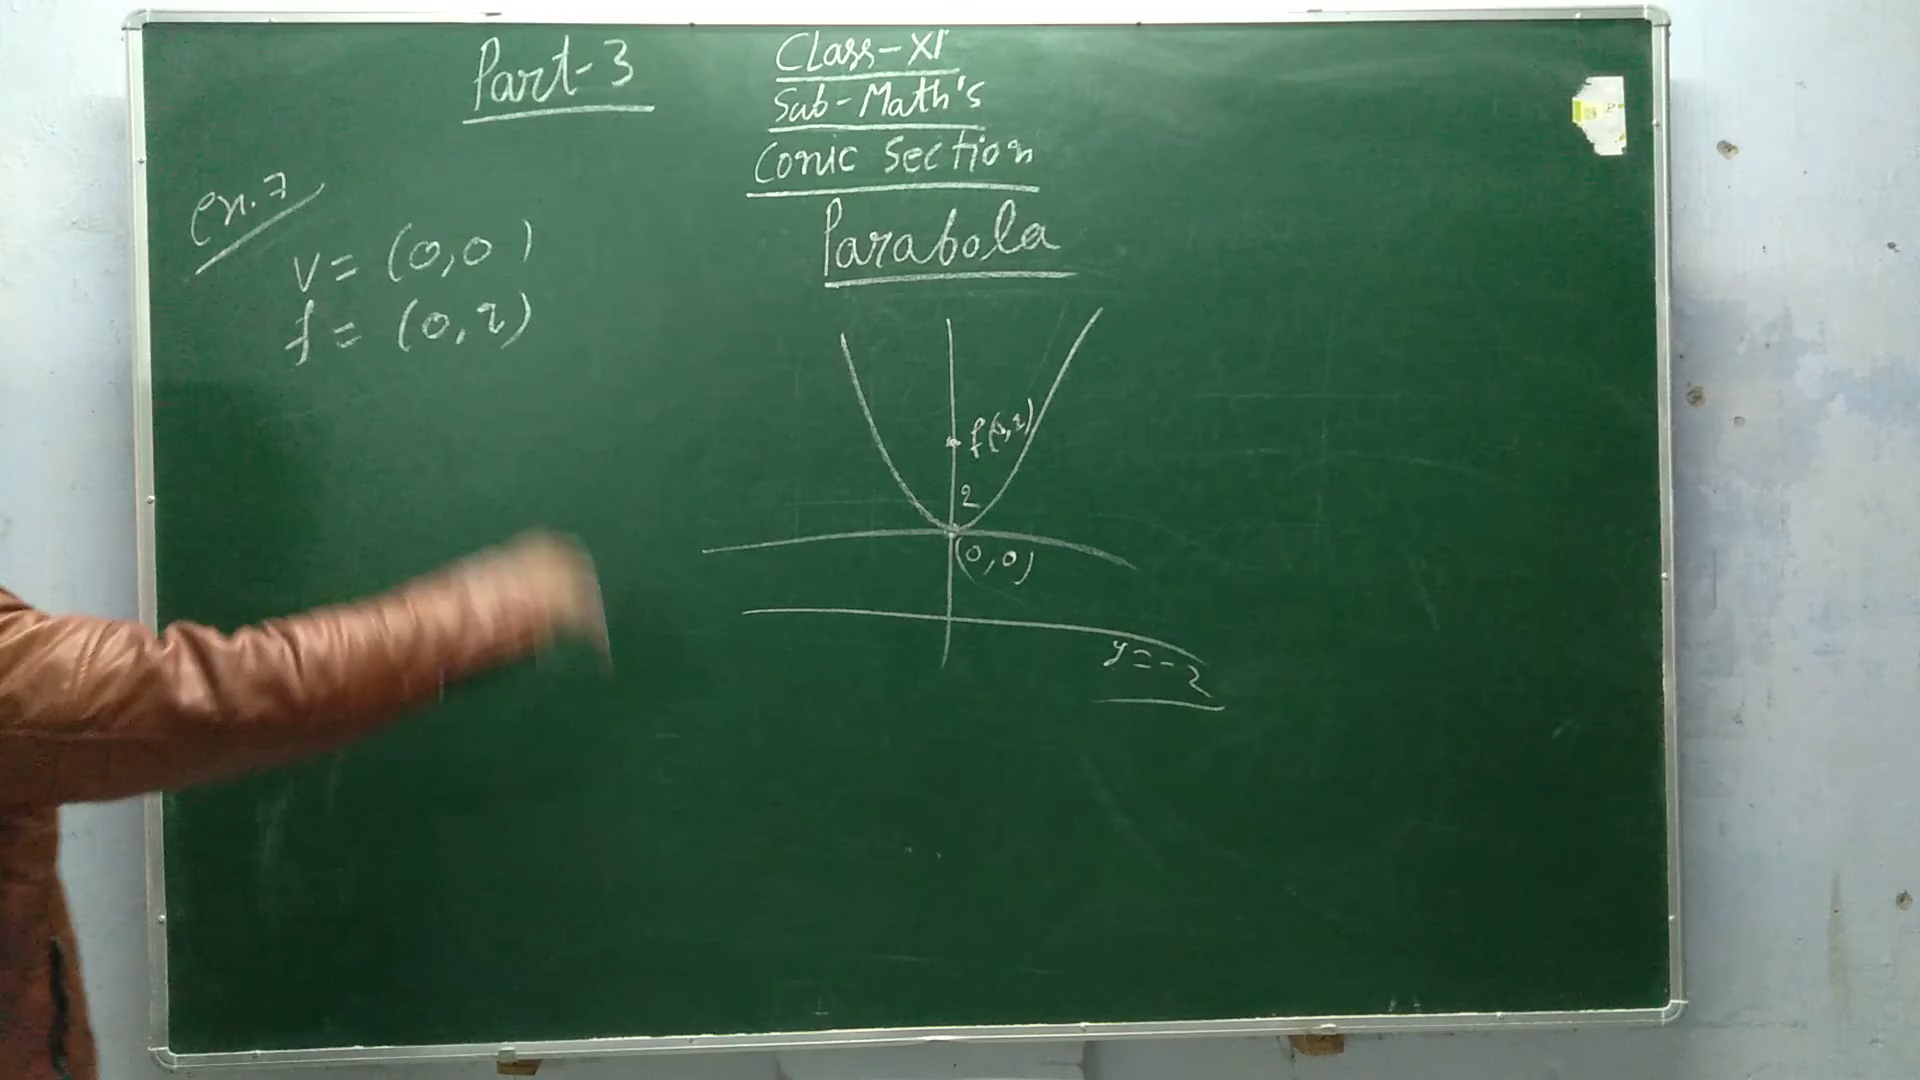 Part-3
Class-XI
Sub-Math's
Conic Section
Parabola
Ex.7
V = (0,0)
f = (0,2)
f(0,2)
2
(0,0)
y = -2